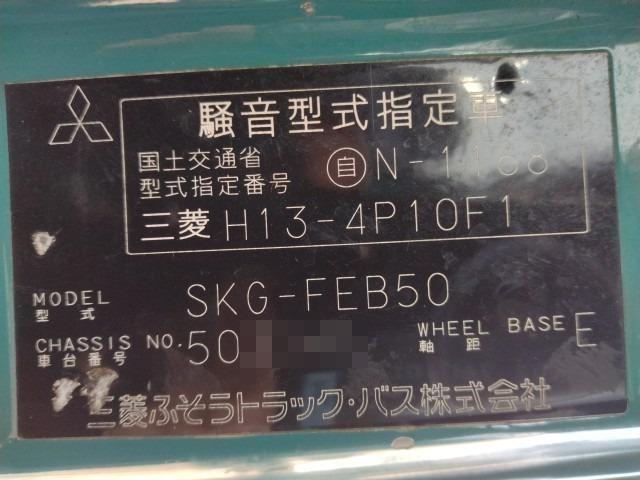 騒音型式指定車
国土交通省
型式指定番号 自N-1168
三菱 H13-4P10F1
MODEL SKG-FEB50
型式
CHASSIS NO. 50
車台番号
WHEEL BASE E
軸距
三菱ふそうトラック・バス株式会社